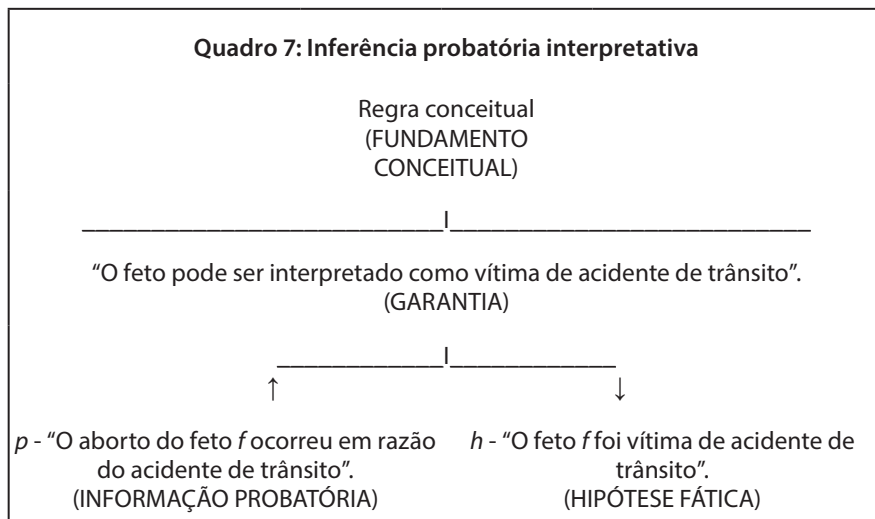 Quadro 7: Inferência probatória interpretativa
Regra conceitual
(FUNDAMENTO
CONCEITUAL)
___________________________I___________________________
“O feto pode ser interpretado como vítima de acidente de trânsito”.
(GARANTIA)
_____________I_____________
↑ ↓
p - “O aborto do feto f ocorreu em razão
do acidente de trânsito”.
(INFORMAÇÃO PROBATÓRIA)
h - “O feto f foi vítima de acidente de
trânsito”.
(HIPÓTESE FÁTICA)